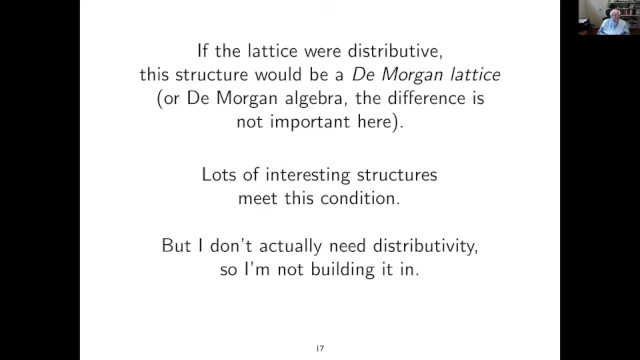 If the lattice were distributive,
this structure would be a De Morgan lattice
(or De Morgan algebra, the difference is
not important here).
Lots of interesting structures
meet this condition.
But I don't actually need distributivity,
so I'm not building it in.
17